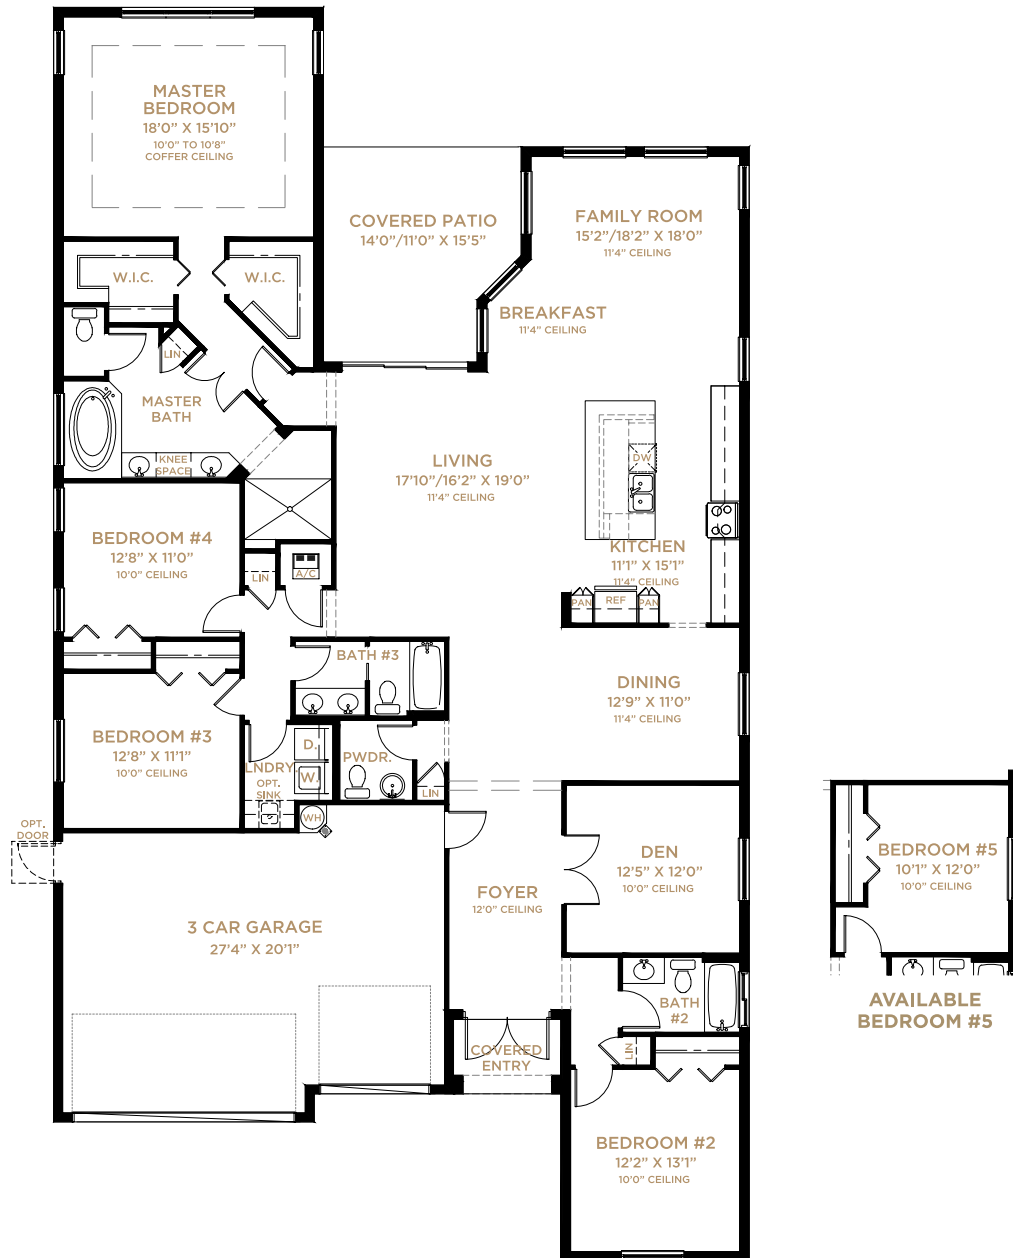 MASTER
BEDROOM
18'0” X 15'10”
10'0” TO 10'8”
COFFER CEILING
COVERED PATIO
14'0”/11'0” X 15'5”
FAMILY ROOM
15'2”/18'2” X 18'0”
11'4” CEILING
W.I.C.
W.I.C.
BREAKFAST
11'4” CEILING
LIN
MASTER
BATH
KNEE
SPACE
LIVING
17'10”/16'2” X 19'0”
11'4” CEILING
DW
KITCHEN
11'1” X 15'1”
11'4” CEILING
PAN
REF
PAN
BEDROOM #4
12'8” X 11'0”
10'0” CEILING
LIN
A/C
BATH #3
DINING
12'9” X 11'0”
11'4” CEILING
BEDROOM #3
12'8” X 11'1”
10'0” CEILING
D.
W.
LNDRY
OPT.
SINK
PWDR.
LIN
WH
OPT.
DOOR
DEN
12'5” X 12'0”
10'0” CEILING
FOYER
12'0” CEILING
3 CAR GARAGE
27'4” X 20'1”
BATH
#2
LIN
COVERED
ENTRY
BEDROOM #2
12'2” X 13'1”
10'0” CEILING
BEDROOM #5
10'1” X 12'0”
10'0” CEILING
AVAILABLE
BEDROOM #5